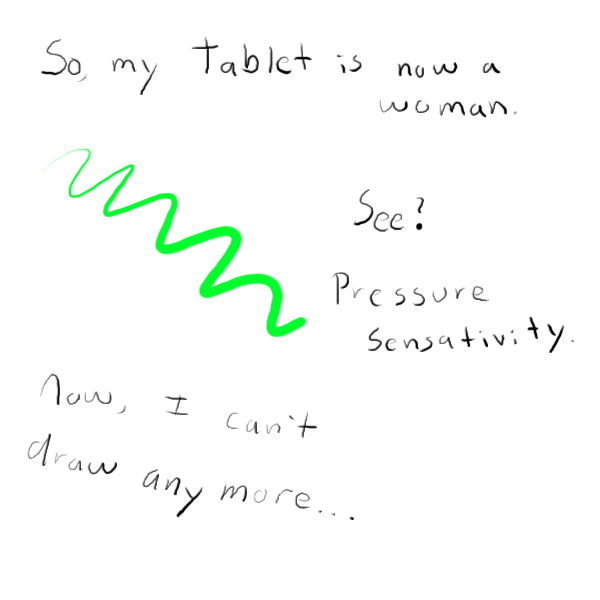 So, my Tablet is now a
woman.
See?
Pressure
Sensativity.
Now, I can't
draw any more...